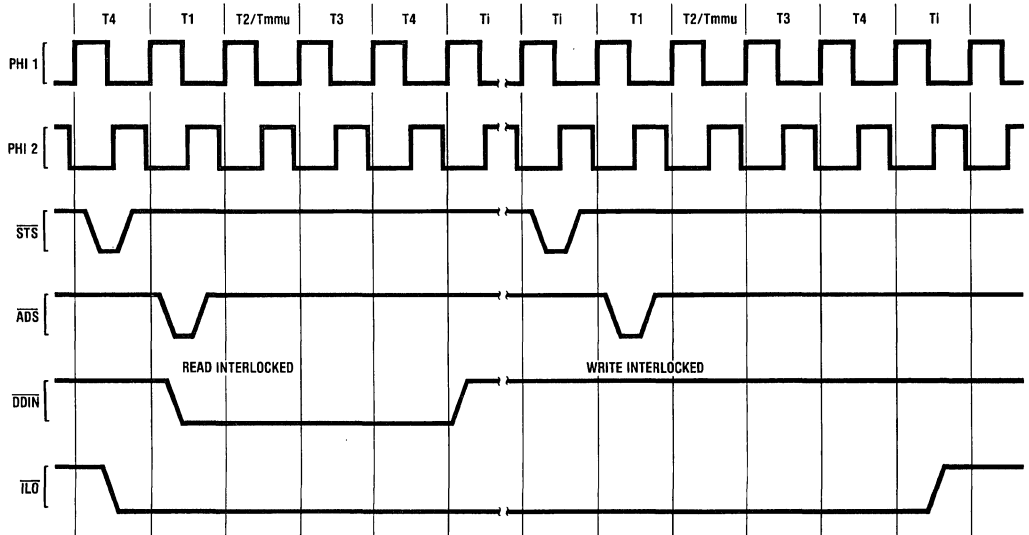 T4 T1 T2/Tmmu T3 T4 Ti Ti T1 T2/Tmmu T3 T4 Ti
PHI 1
PHI 2
STS
ADS
READ INTERLOCKED WRITE INTERLOCKED
DDIN
ILO